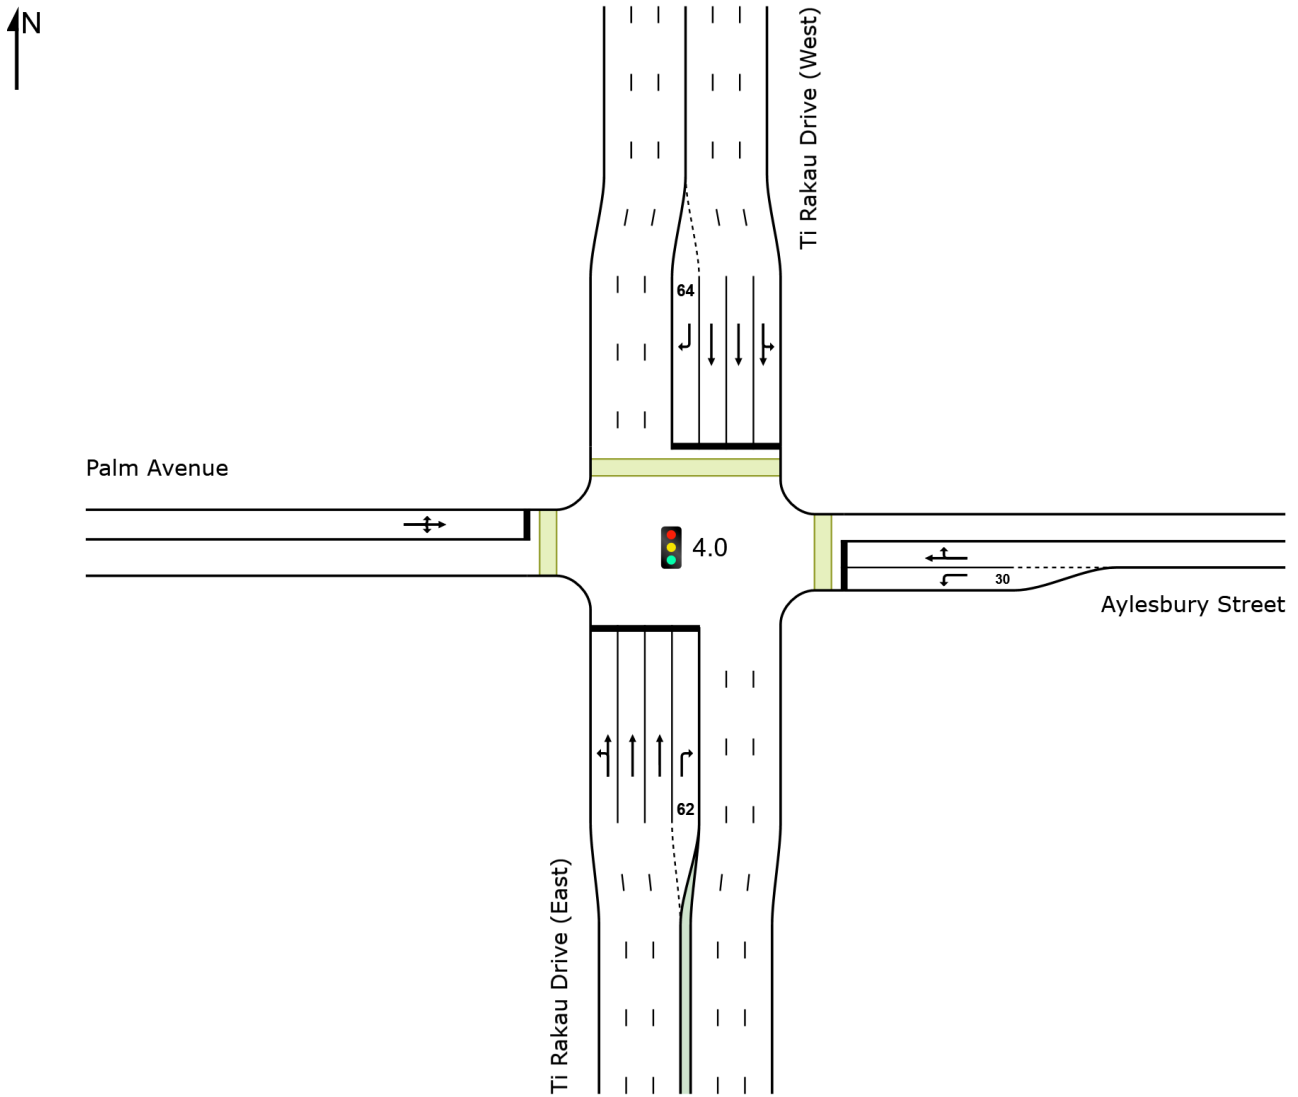 N
Ti Rakau Drive (West)
64
Palm Avenue
4.0
30
Aylesbury Street
62
Ti Rakau Drive (East)